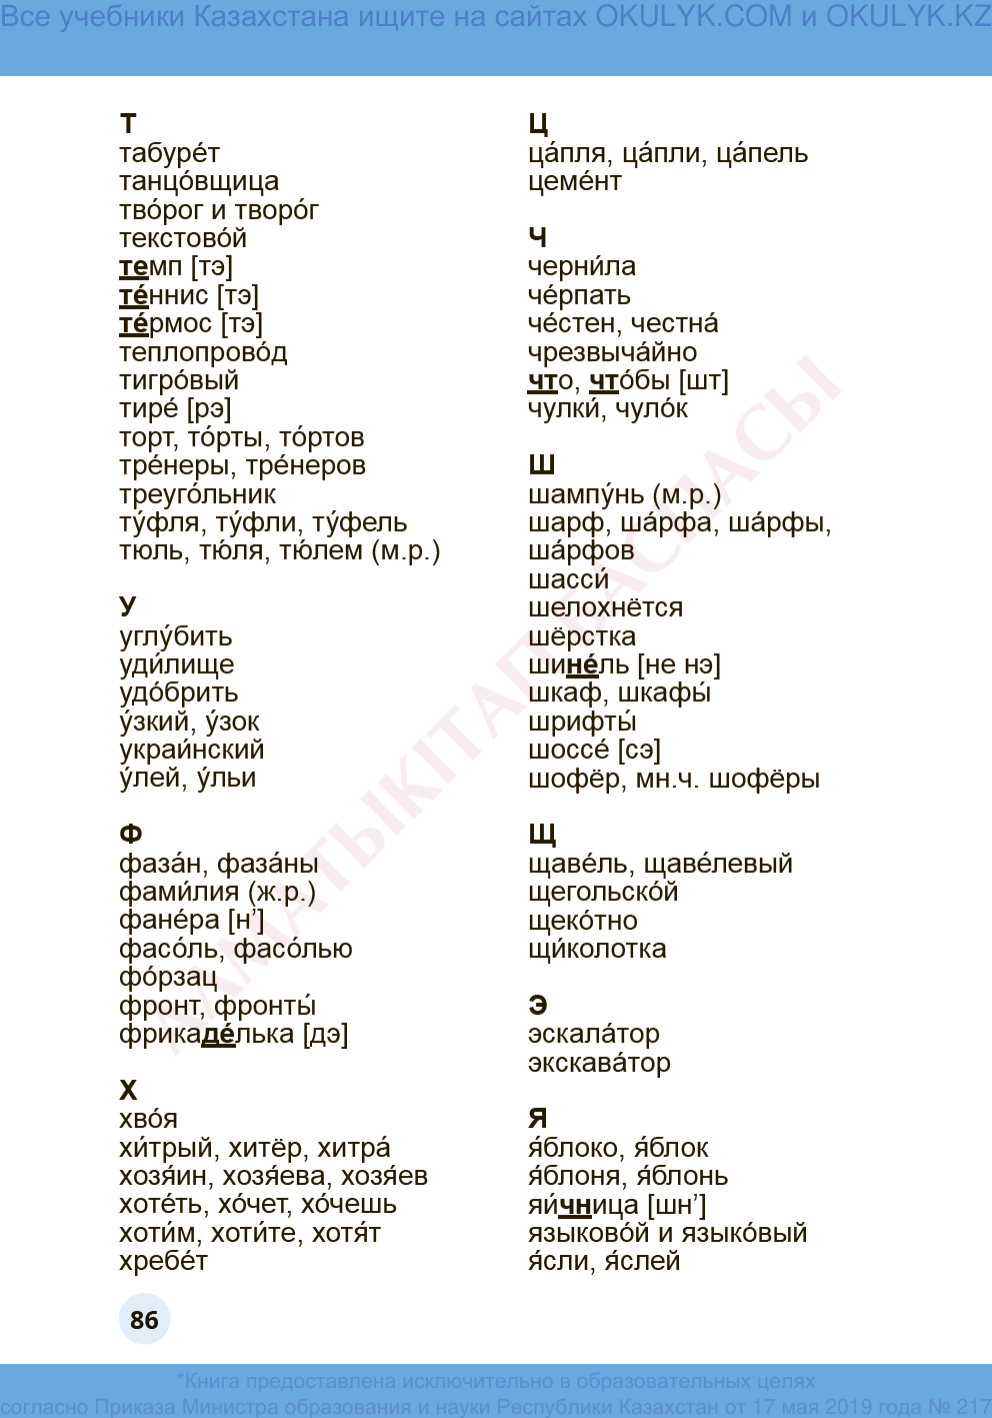 Все учебники Казахстана ищите на сайтах OKULYK.COM и OKULYK.KZ
Т
табуре́т
танцо́вщица
тво́рог и творо́г
текстово́й
темп [тэ]
те́ннис [тэ]
те́рмос [тэ]
теплопрово́д
тигро́вый
тире́ [рэ]
торт, то́рты, то́ртов
тре́неры, тре́неров
треуго́льник
ту́фля, ту́фли, ту́фель
тюль, тю́ля, тю́лем (м.р.)
У
углу́бить
уди́лище
удо́брить
у́зкий, у́зок
украи́нский
у́лей, у́льи
Ф
фаза́н, фаза́ны
фами́лия (ж.р.)
фане́ра [н’]
фасо́ль, фасо́лью
фо́рзац
фронт, фронты́
фрикаде́лька [дэ]
Х
хво́я
хи́трый, хитёр, хитра́
хозя́ин, хозя́ева, хозя́ев
хоте́ть, хо́чет, хо́чешь
хоти́м, хоти́те, хотя́т
хребе́т
Ц
ца́пля, ца́пли, ца́пель
цеме́нт
Ч
черни́ла
че́рпать
че́стен, честна́
чрезвыча́йно
что, что́бы [шт]
чулки́, чуло́к
Ш
шампу́нь (м.р.)
шарф, ша́рфа, ша́рфы,
ша́рфов
шасси́
шелохнётся
шёрстка
шине́ль [не нэ]
шкаф, шкафы́
шрифты́
шоссе́ [сэ]
шофёр, мн.ч. шофёры
Щ
щаве́ль, щаве́левый
щегольско́й
щеко́тно
щи́колотка
Э
эскала́тор
экскава́тор
Я
я́блоко, я́блок
я́блоня, я́блонь
яи́чница [шн’]
языково́й и языко́вый
я́сли, я́слей
АЛМАТЫКІТАП БАСПАСЫ
86
*Книга предоставлена исключительно в образовательных целях
согласно Приказа Министра образования и науки Республики Казахстан от 17 мая 2019 года № 217